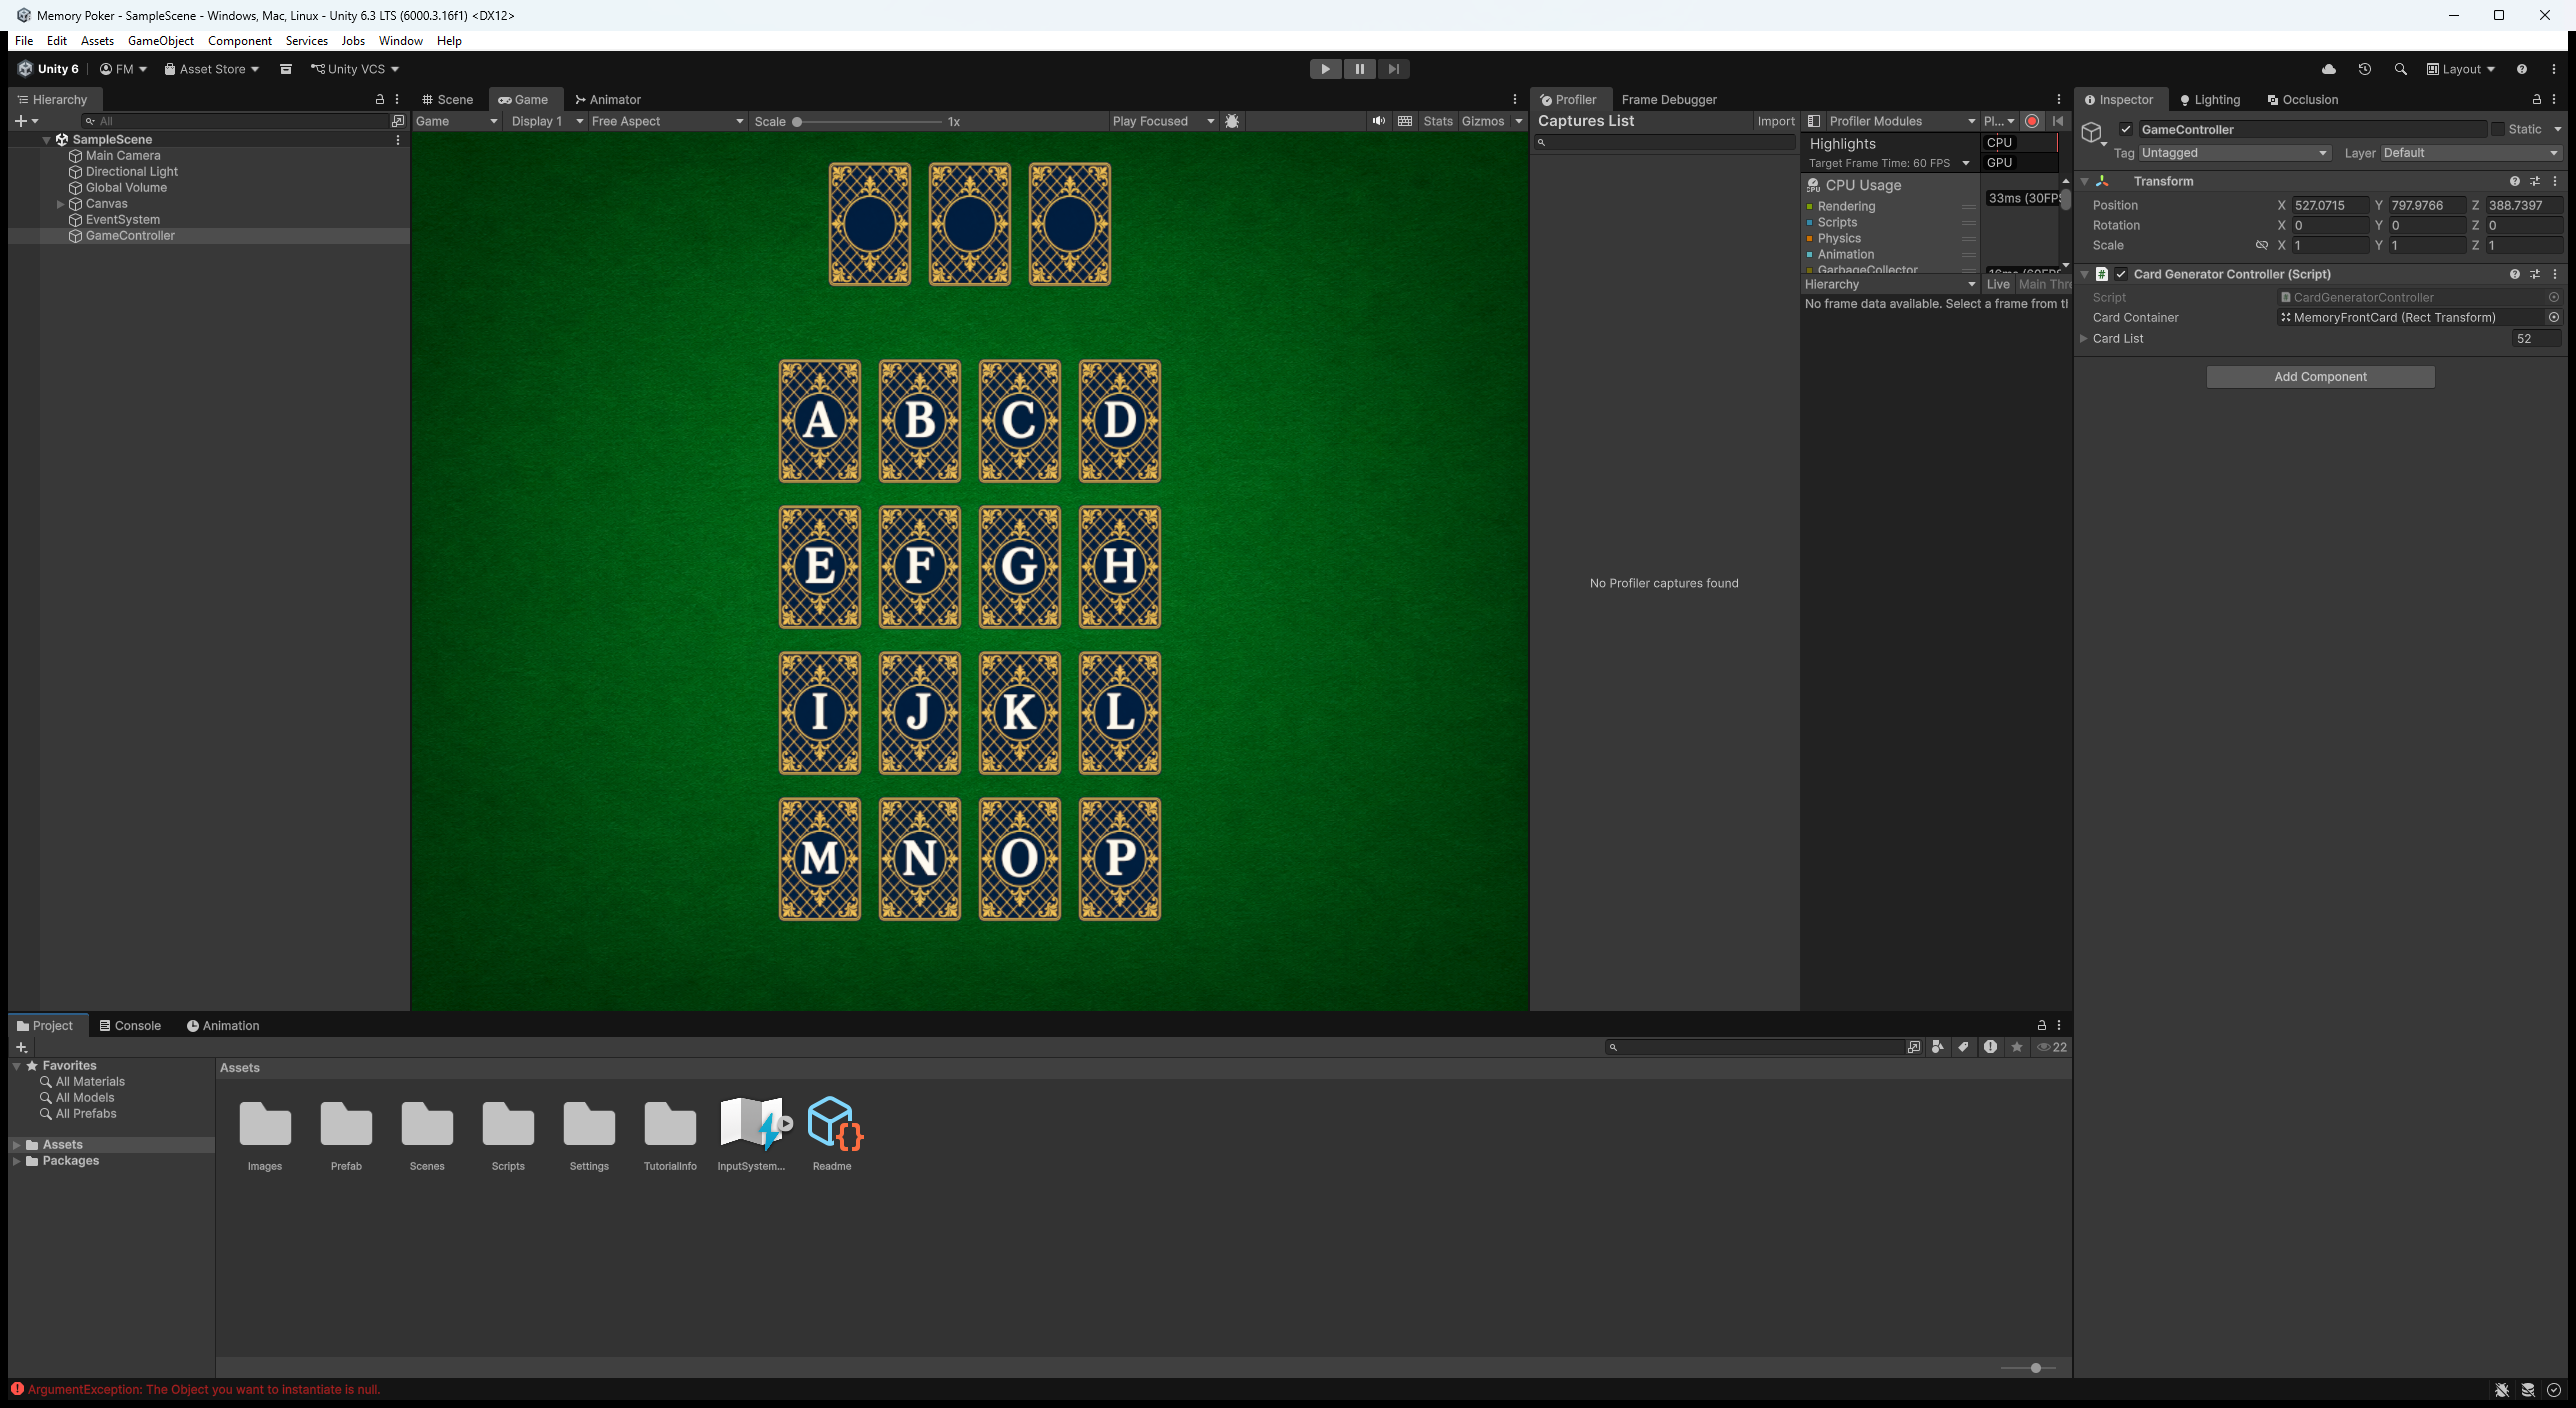 Memory Poker - SampleScene - Windows, Mac, Linux - Unity 6.3 LTS (6000.3.16f1) <DX12>
File Edit Assets GameObject Component Services Jobs Window Help
Unity 6 FM Asset Store Unity VCS Layout
Hierarchy
All
SampleScene
Main Camera
Directional Light
Global Volume
Canvas
EventSystem
GameController
Scene Game Animator
Game Display 1 Free Aspect Scale 1x Play Focused Stats Gizmos
A B C D
E F G H
I J K L
M N O P
Profiler Frame Debugger
Captures List Import
No Profiler captures found
Profiler Modules Pl...
Highlights CPU
Target Frame Time: 60 FPS GPU
CPU Usage
33ms (30FPS
Rendering
Scripts
Physics
Animation
GarbageCollector
16ms (60FPS
Hierarchy Live Main Thre
No frame data available. Select a frame from tl
Inspector Lighting Occlusion
GameController Static
Tag Untagged Layer Default
Transform
Position X 527.0715 Y 797.9766 Z 388.7397
Rotation X 0 Y 0 Z 0
Scale X 1 Y 1 Z 1
# Card Generator Controller (Script)
Script CardGeneratorController
Card Container MemoryFrontCard (Rect Transform)
Card List 52
Add Component
Project Console Animation
22
Favorites
All Materials
All Models
All Prefabs
Assets
Packages
Assets
Images Prefab Scenes Scripts Settings TutorialInfo InputSystem... Readme
ArgumentException: The Object you want to instantiate is null.